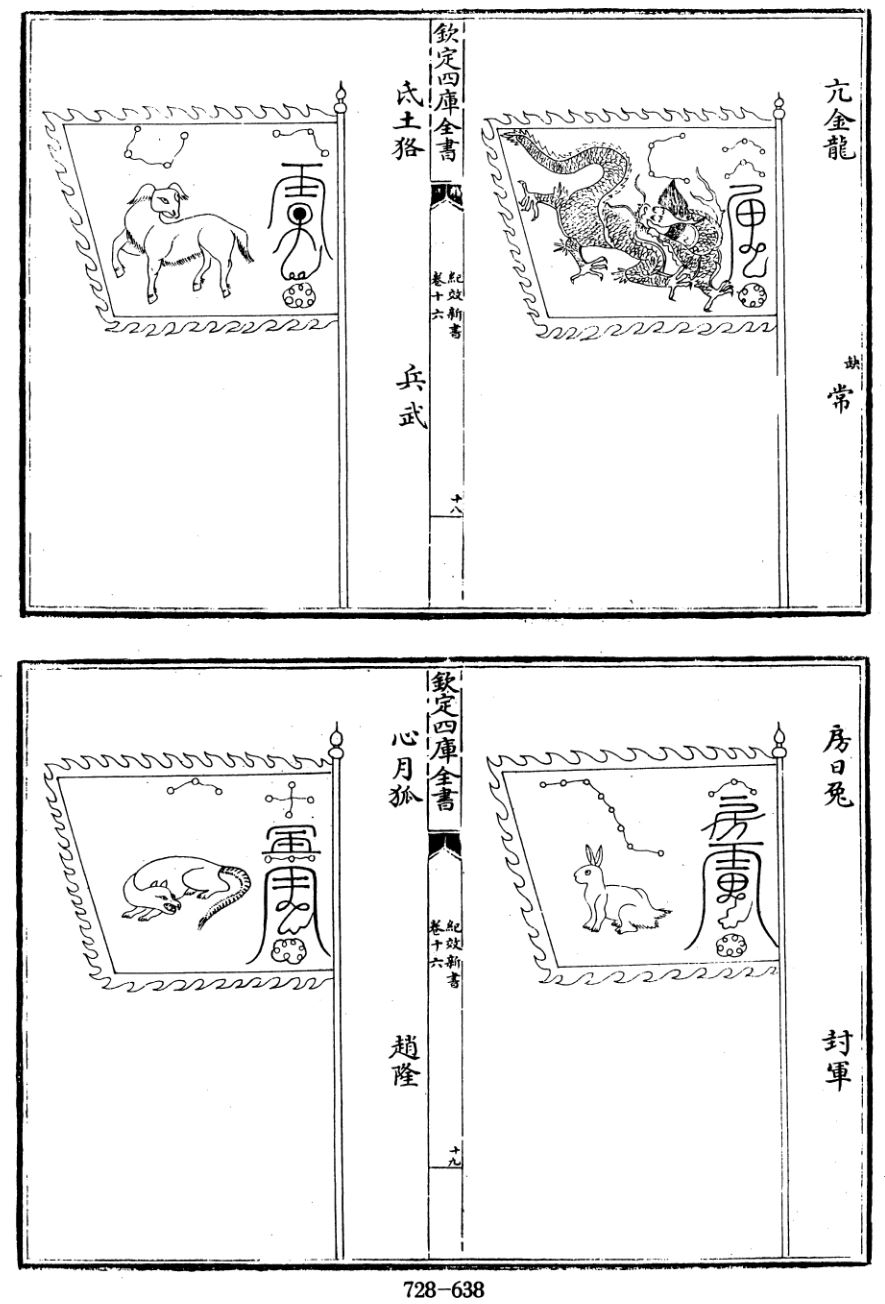 亢金龍
缺 常
欽定四庫全書
紀效新書
卷十六
十八
氐土狢
兵武
房日兔
封軍
欽定四庫全書
紀效新書
卷十六
十九
心月狐
趙隆
728-638